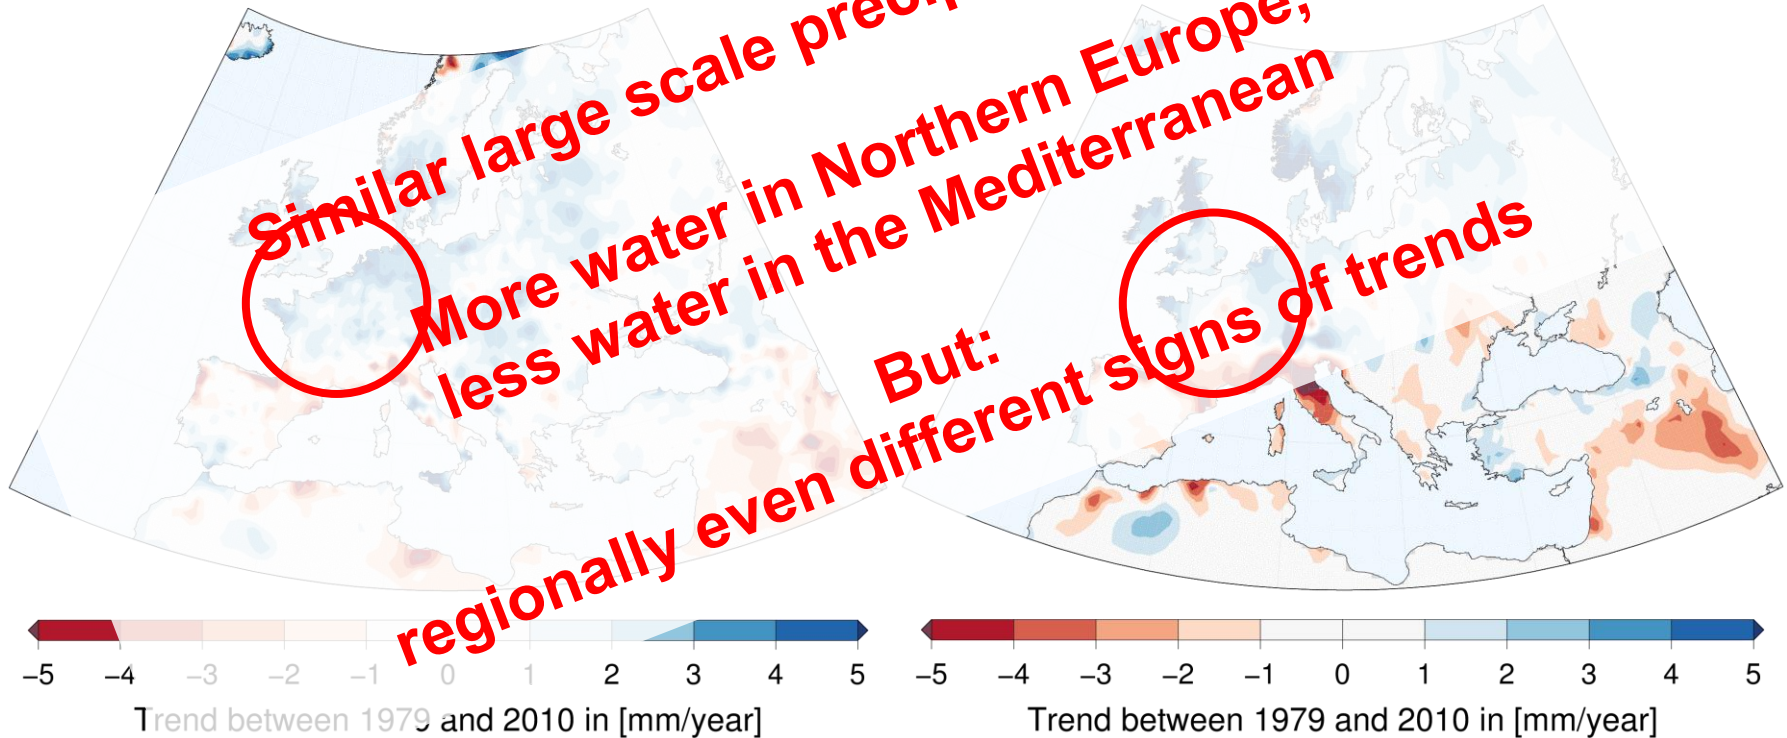 Similar large scale
More water in Northern Europe,
less water in the Mediterranean
But:
regionally even different signs of trends
−5 −4 −3 −2 −1 0 1 2 3 4 5
Trend between 1979 and 2010 in [mm/year]
−5 −4 −3 −2 −1 0 1 2 3 4 5
Trend between 1979 and 2010 in [mm/year]